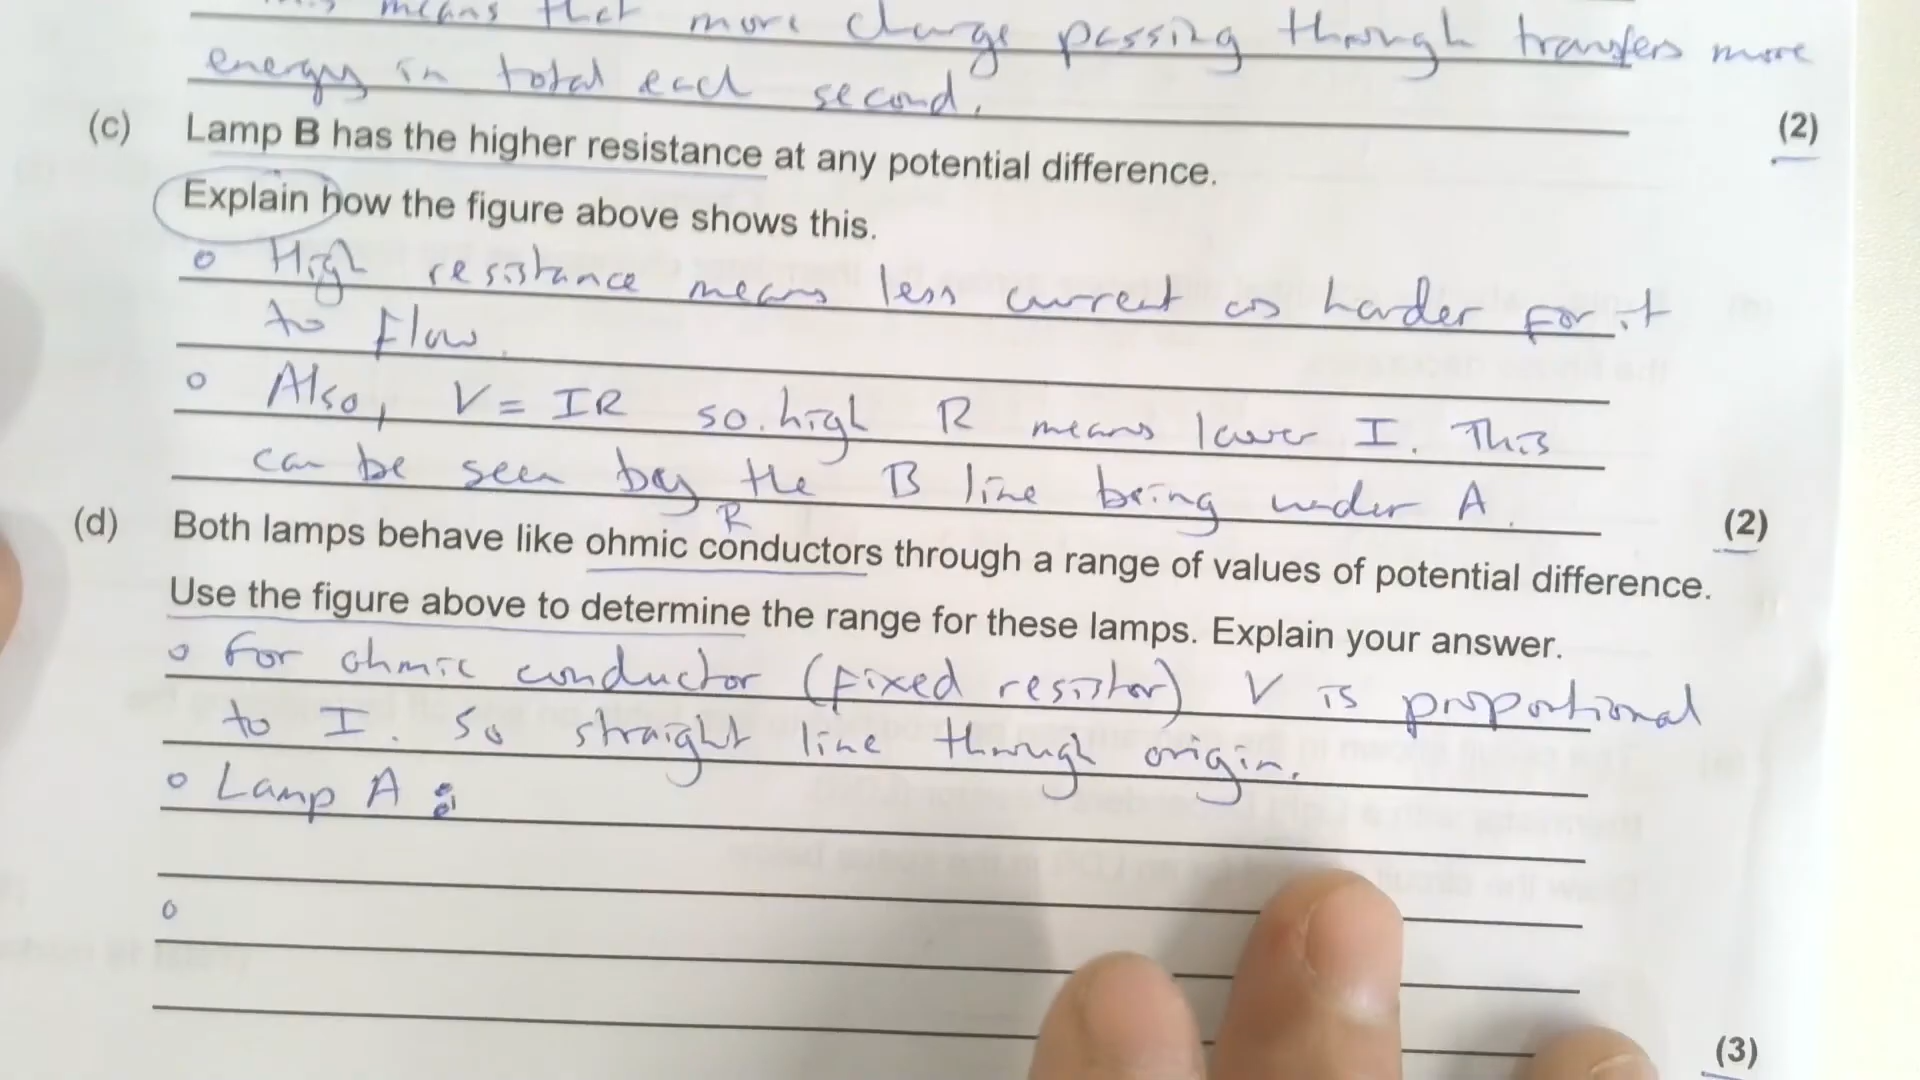 means that more charge passing through transfers more
energy in total each second.
(2)
(c) Lamp B has the higher resistance at any potential difference.
Explain how the figure above shows this.
o High resistance means less current as harder for it
to flow.
o Also, V = IR so high R means lower I. This
can be seen by the B line being under A.
(2)
R
(d) Both lamps behave like ohmic conductors through a range of values of potential difference.
Use the figure above to determine the range for these lamps. Explain your answer.
o For ohmic conductor (fixed resistor) V is proportional
to I. So straight line through origin.
o Lamp A :
o
(3)